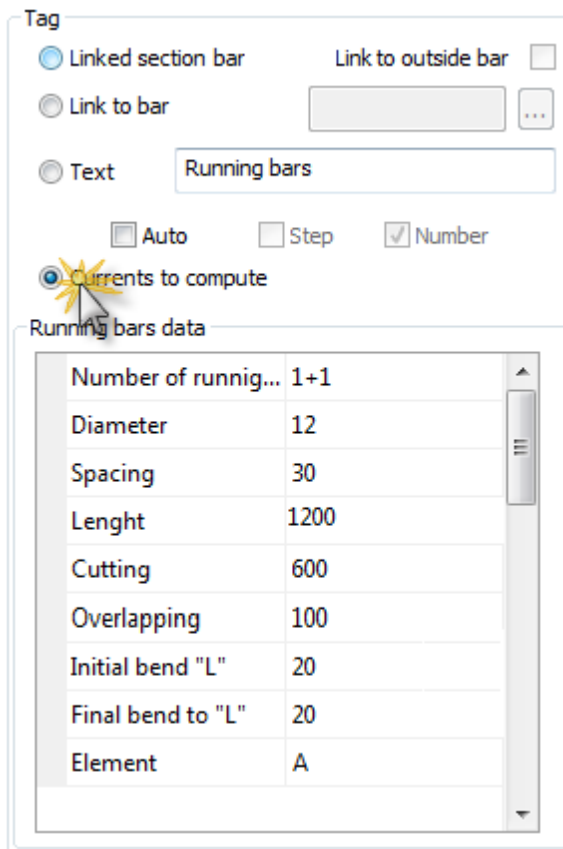 Tag
Linked section bar Link to outside bar
Link to bar ...
Text Running bars
Auto Step Number
Currents to compute
Running bars data
Number of runnig... 1+1
Diameter 12
Spacing 30
Lenght 1200
Cutting 600
Overlapping 100
Initial bend "L" 20
Final bend to "L" 20
Element A